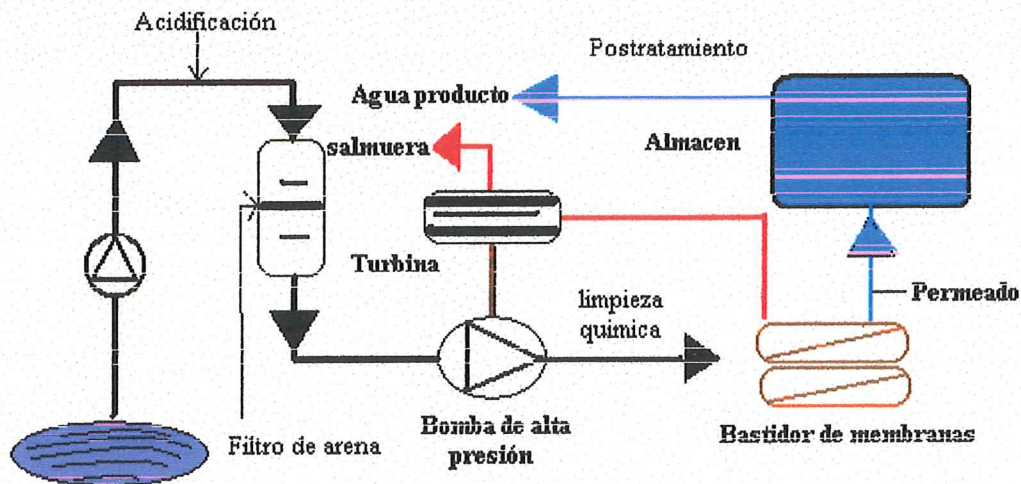 Acidificación
Postratamiento
Agua producto
salmuera
Almacen
Turbina
Permeado
limpieza
quimica
Filtro de arena
Bomba de alta
presión
Bastidor de membranas